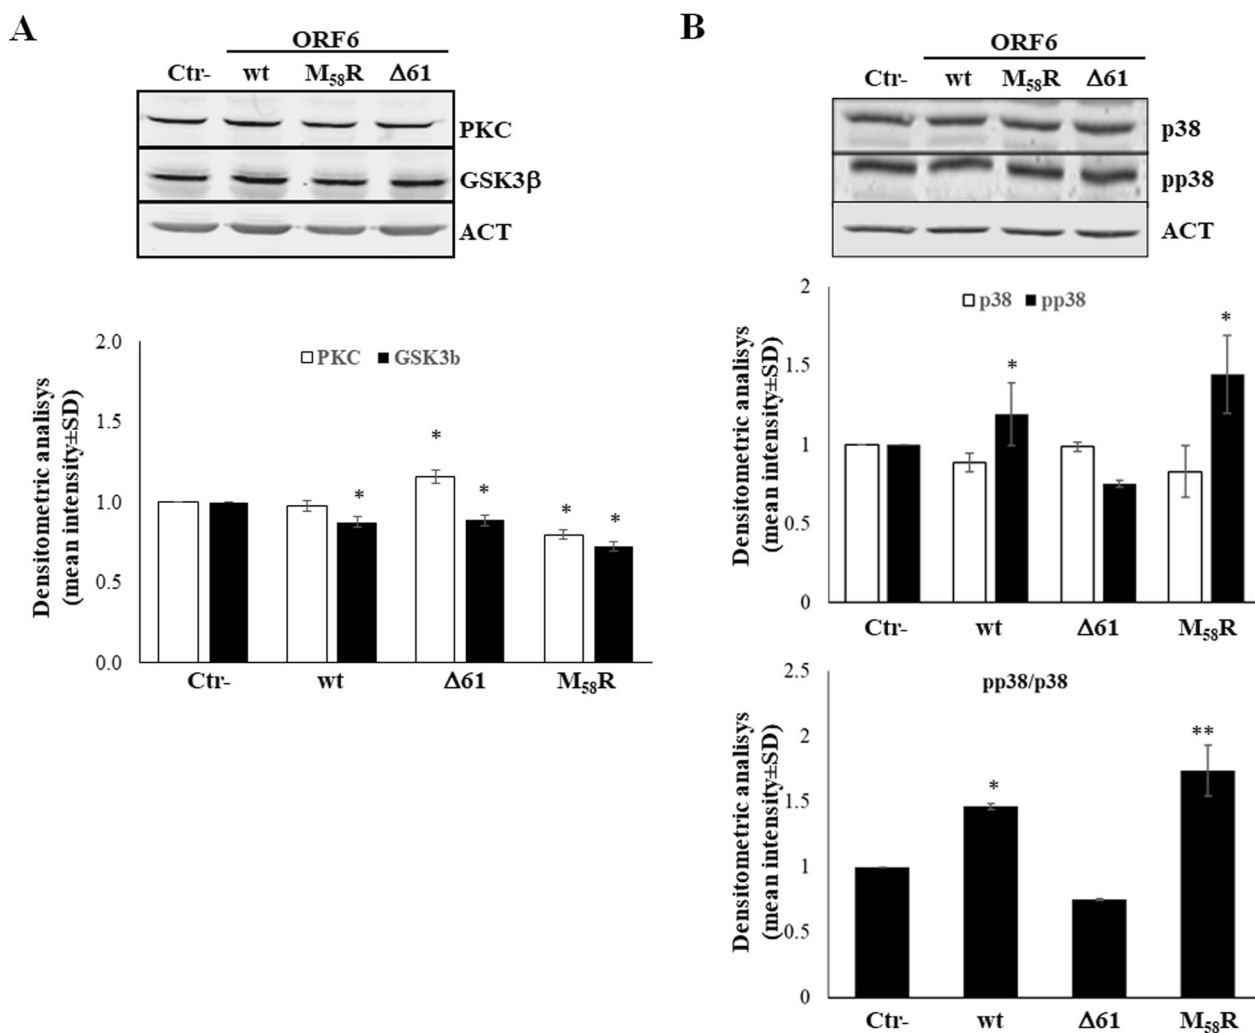 A
ORF6
Ctr- wt M₅₈R Δ61
PKC
GSK3β
ACT
PKC GSK3b
Densitometric analisys
(mean intensity±SD)
2.0
1.5
1.0
0.5
0.0
* * * * *
Ctr- wt Δ61 M₅₈R
B
ORF6
Ctr- wt M₅₈R Δ61
p38
pp38
ACT
p38 pp38
Densitometric analisys
(mean intensity±SD)
2
1.5
1
0.5
0
* *
Ctr- wt Δ61 M₅₈R
pp38/p38
Densitometric analisys
(mean intensity±SD)
2.5
2
1.5
1
0.5
0
* **
Ctr- wt Δ61 M₅₈R